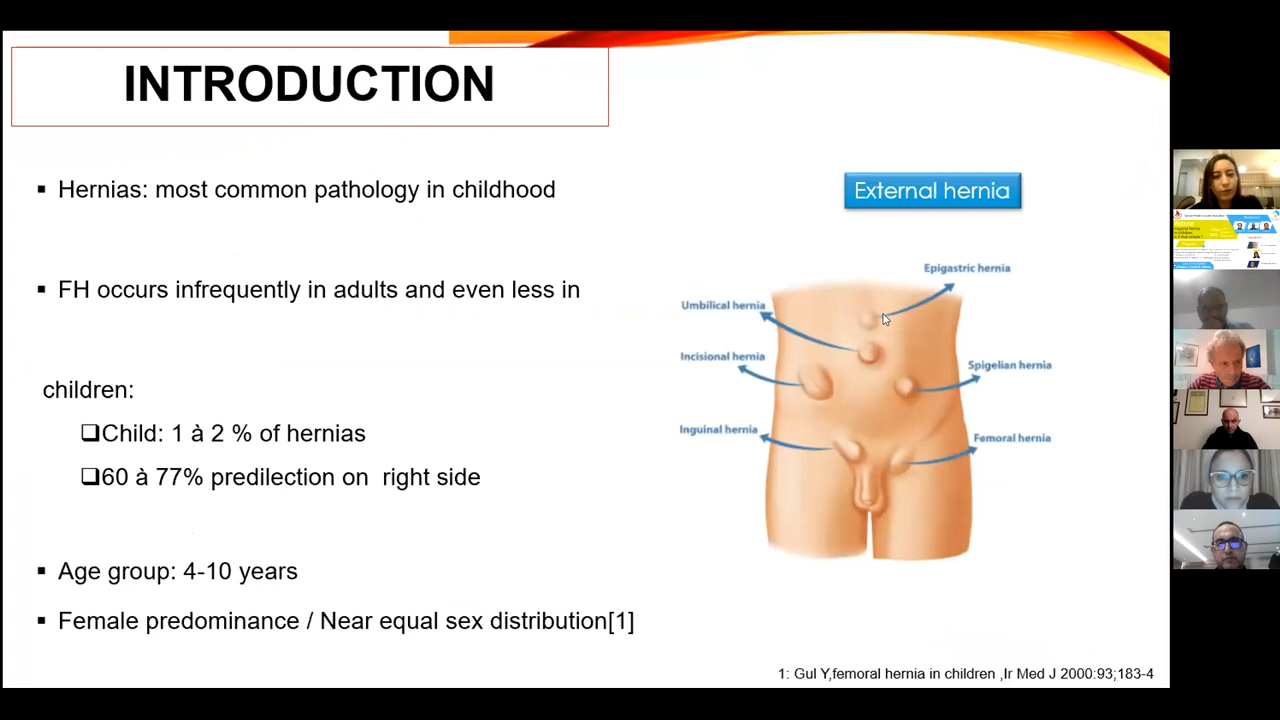 INTRODUCTION
▪ Hernias: most common pathology in childhood
▪ FH occurs infrequently in adults and even less in
children:
❑Child: 1 à 2 % of hernias
❑60 à 77% predilection on right side
▪ Age group: 4-10 years
▪ Female predominance / Near equal sex distribution[1]
External hernia
Epigastric hernia
Umbilical hernia
Incisional hernia
Spigelian hernia
Inguinal hernia
Femoral hernia
1: Gul Y,femoral hernia in children ,Ir Med J 2000:93;183-4